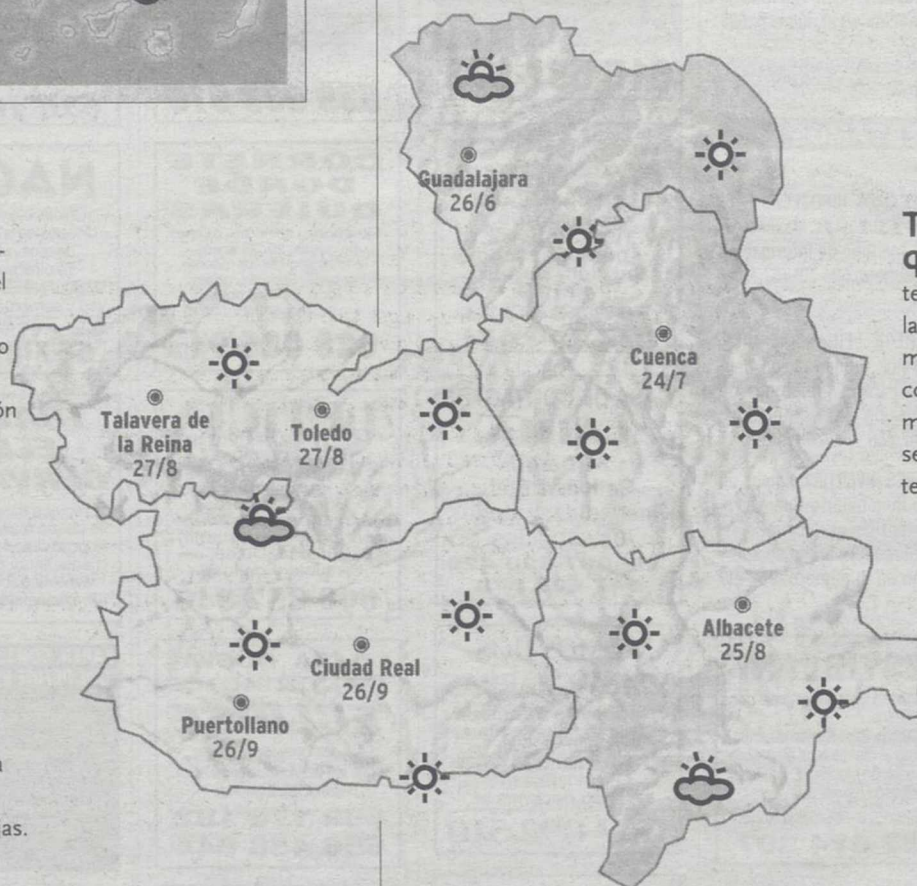 Guadalajara
26/6
Cuenca
24/7
Talavera de
la Reina
27/8
Toledo
27/8
Albacete
25/8
Ciudad Real
26/9
Puertollano
26/9
as.